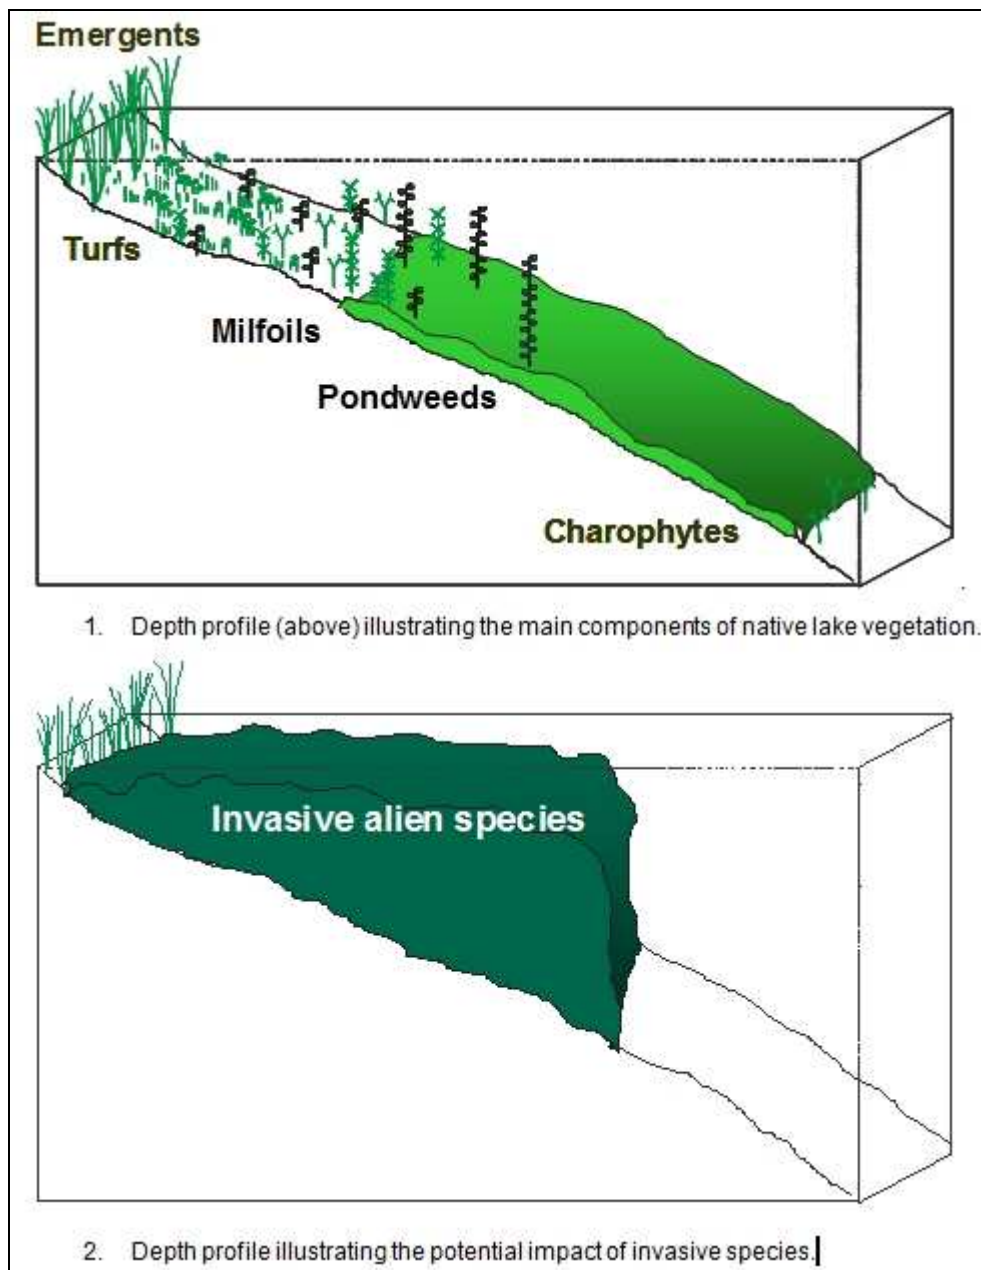 Emergents
Turfs
Milfoils
Pondweeds
Charophytes
1. Depth profile (above) illustrating the main components of native lake vegetation.
Invasive alien species
2. Depth profile illustrating the potential impact of invasive species.